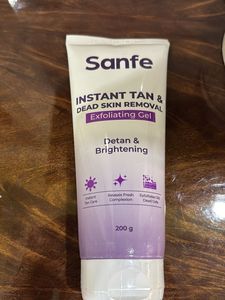 Sanfe
INSTANT TAN &
DEAD SKIN REMOVAL
Exfoliating Gel
Detan &
Brightening
Instant
Tan Care
Reveals Fresh
Complexion
Exfoliates Dry
Dead Cells
200 g